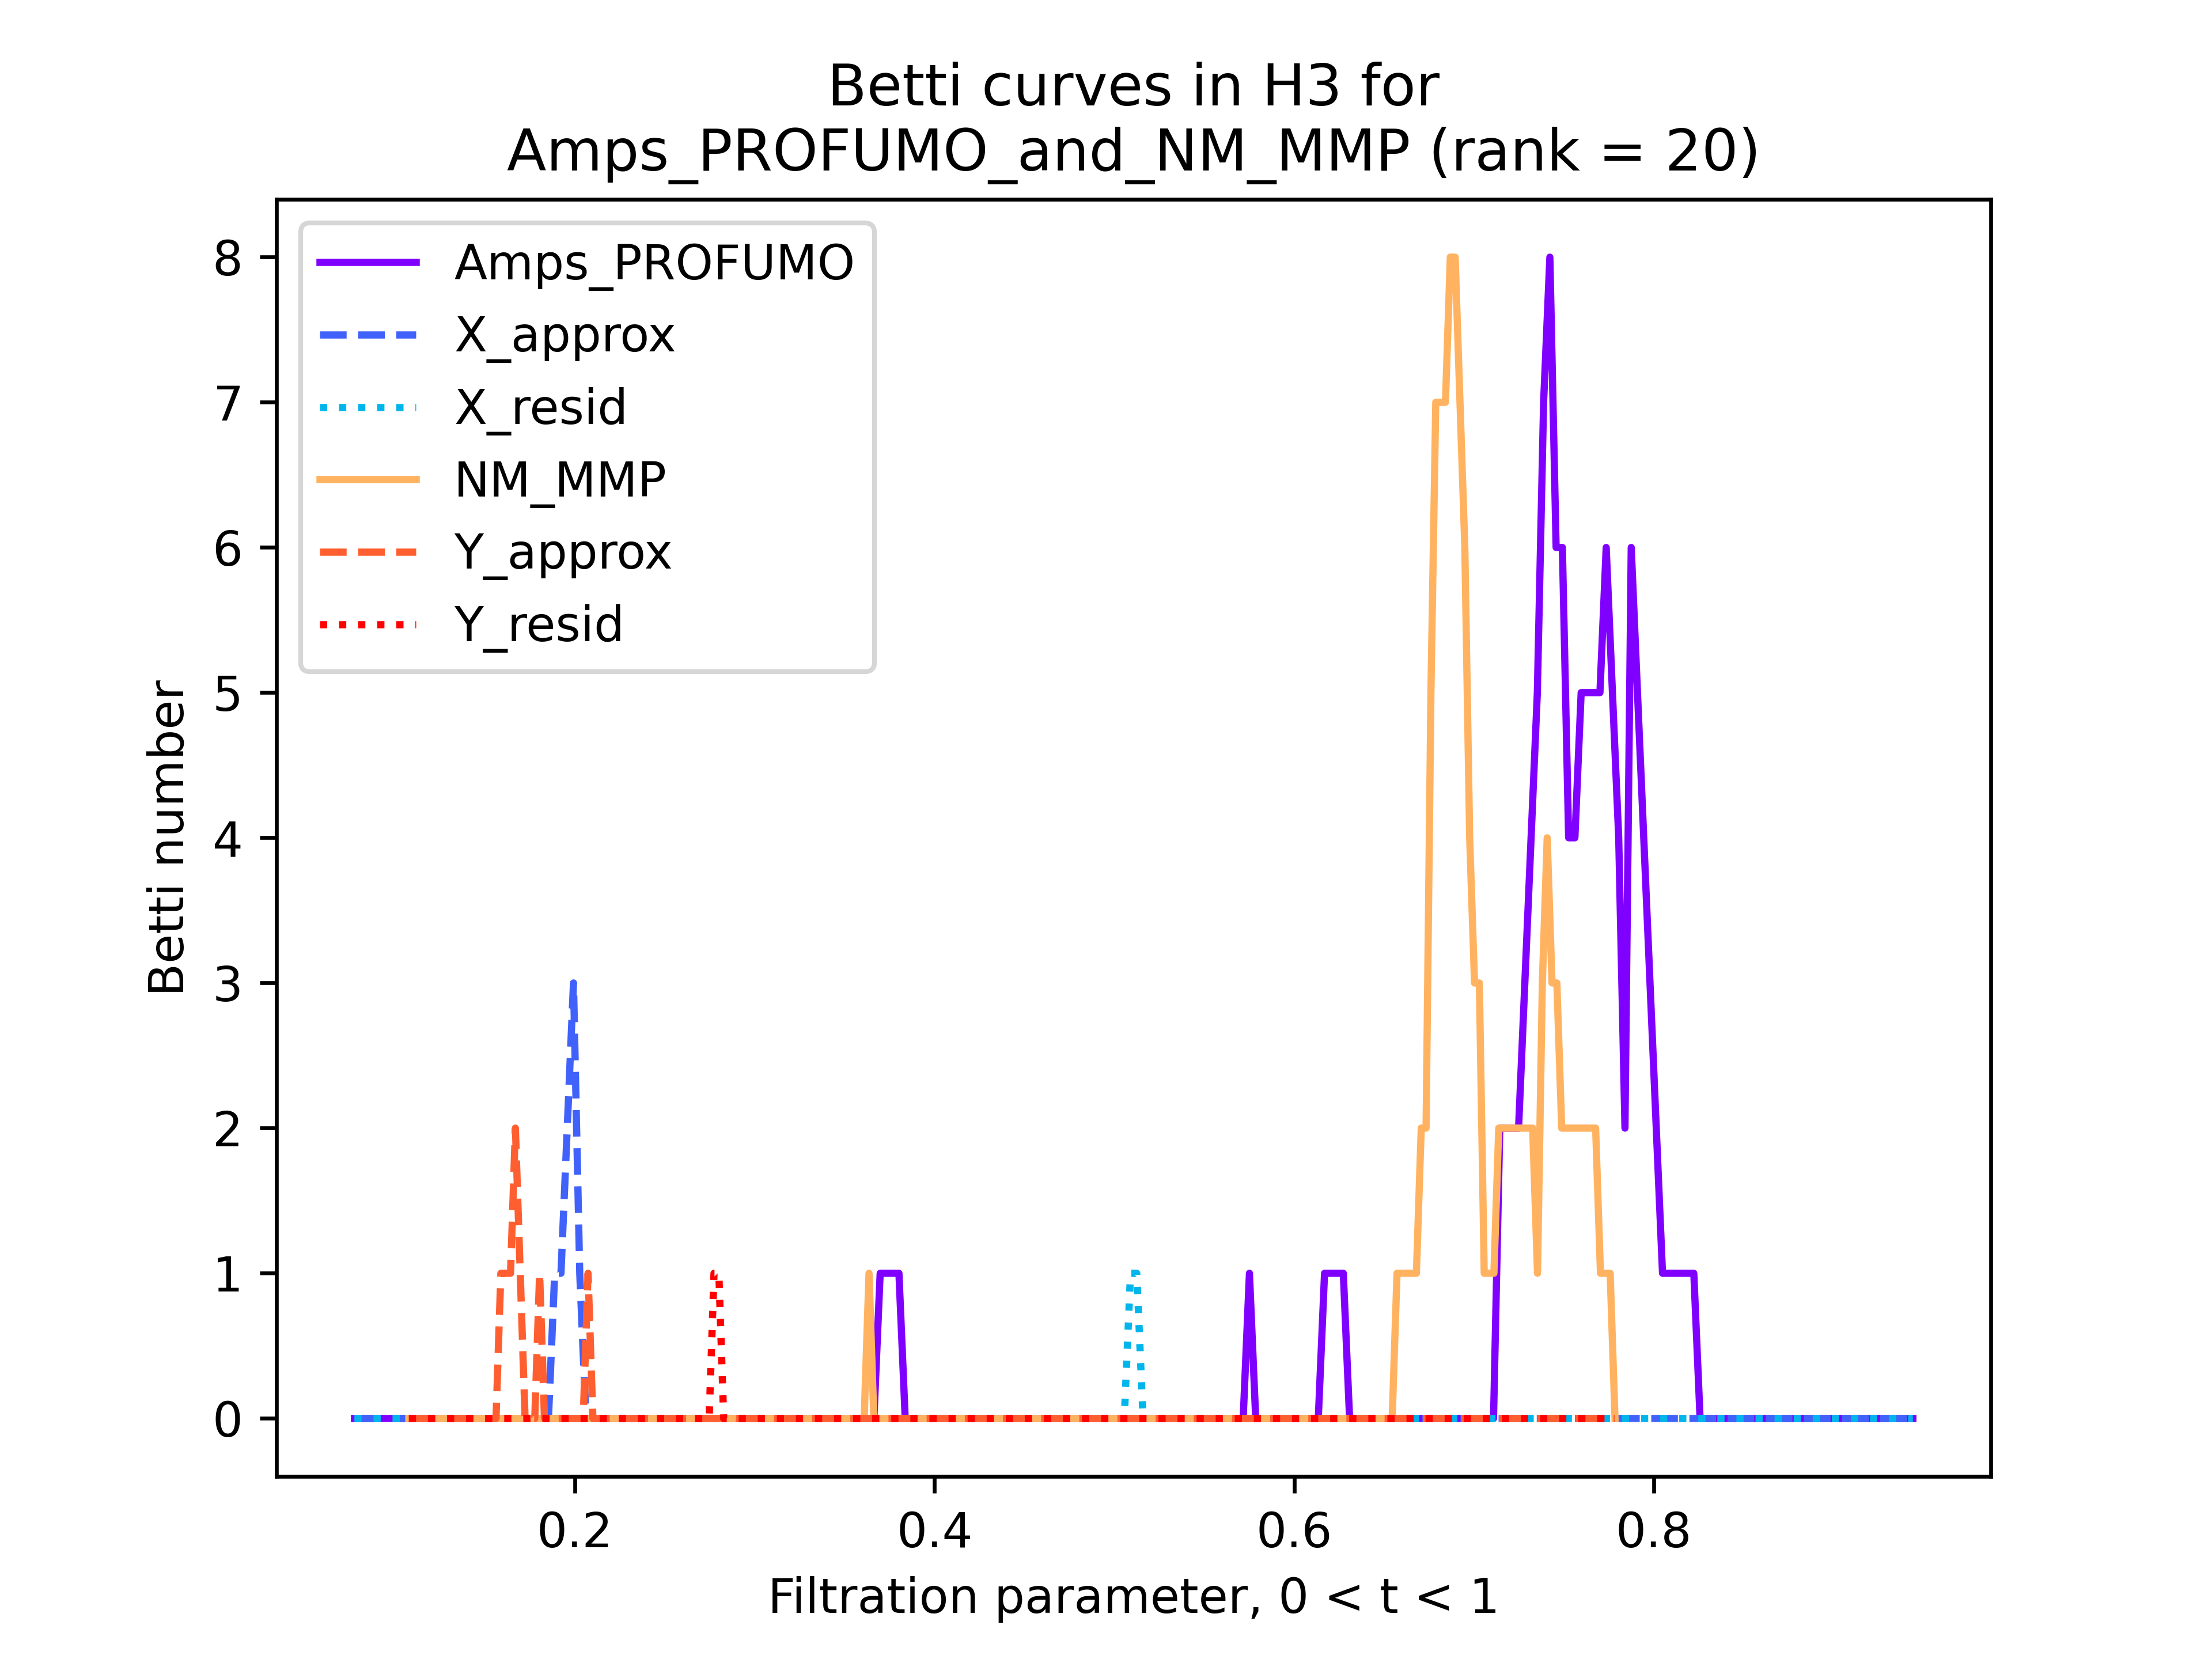 Betti curves in H3 for
Amps_PROFUMO_and_NM_MMP (rank = 20)
Amps_PROFUMO
X_approx
X_resid
NM_MMP
Y_approx
Y_resid
Betti number
8
7
6
5
4
3
2
1
0
0.2 0.4 0.6 0.8
Filtration parameter, 0 < t < 1